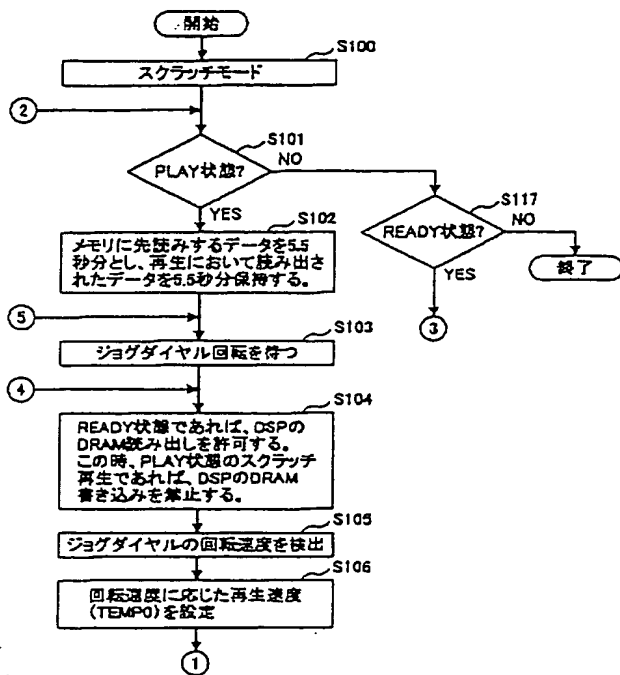 開始
S100
スクラッチモード
②
S101
PLAY状態?
NO
YES
S117
READY状態?
NO
YES
終了
③
S102
メモリに先読みするデータを5.5
秒分とし、再生において読み出さ
れたデータを5.5秒分保持する。
⑤
S103
ジョグダイヤル回転を待つ
④
S104
READY状態であれば、DSPの
DRAM読み出しを許可する。
この時、PLAY状態のスクラッチ
再生であれば、DSPのDRAM
書き込みを禁止する。
S105
ジョグダイヤルの回転速度を検出
S106
回転速度に応じた再生速度
(TEMPO)を設定
①